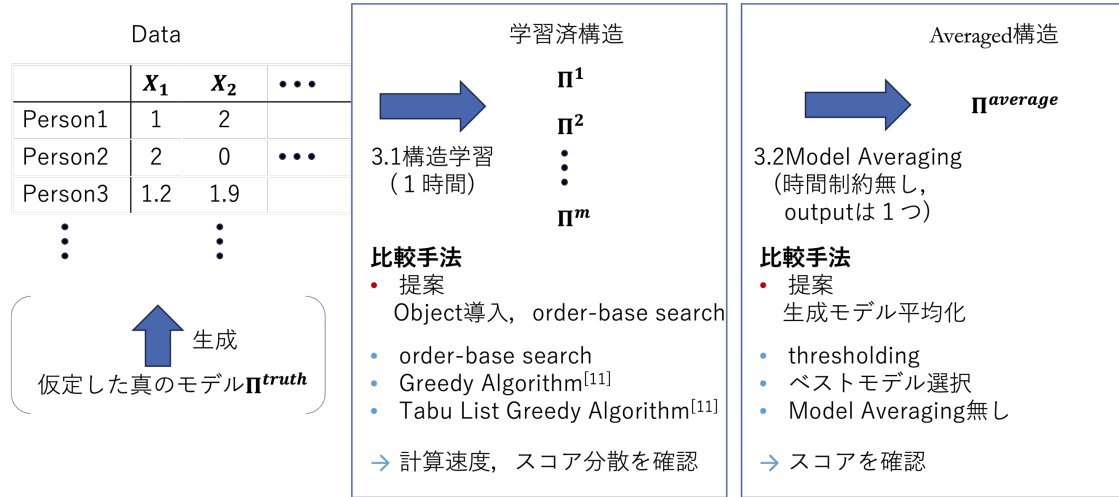 Data
X₁ X₂ •••
Person1 1 2
Person2 2 0 •••
Person3 1.2 1.9
生成
仮定した真のモデルΠ^truth
学習済構造
Π¹
Π²
Π^m
3.1構造学習
（１時間）
比較手法
• 提案
Object導入，order-base search
• order-base search
• Greedy Algorithm[11]
• Tabu List Greedy Algorithm[11]
→ 計算速度，スコア分散を確認
Averaged構造
Π^average
3.2Model Averaging
（時間制約無し，
outputは１つ）
比較手法
• 提案
生成モデル平均化
• thresholding
• ベストモデル選択
• Model Averaging無し
→ スコアを確認